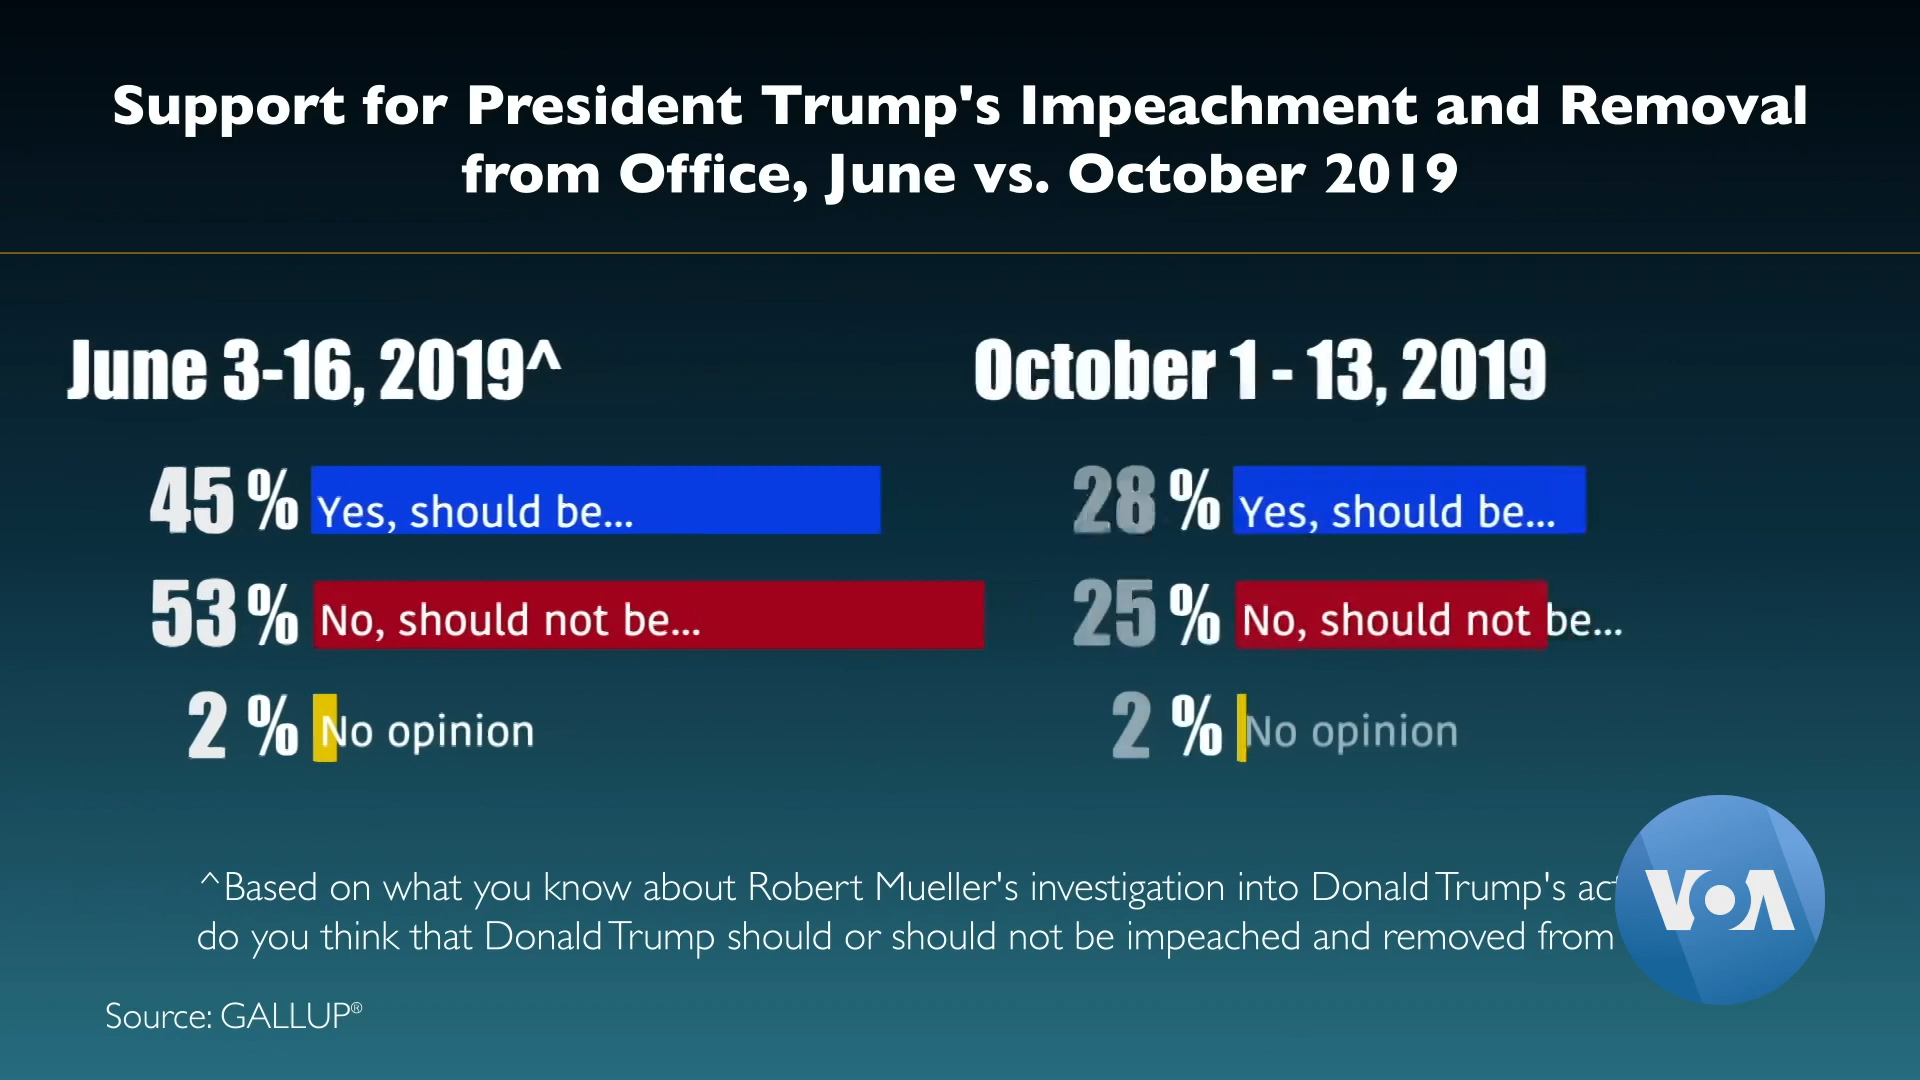 Support for President Trump's Impeachment and Removal
from Office, June vs. October 2019
June 3-16, 2019^
October 1 - 13, 2019
45 % Yes, should be...
28 % Yes, should be...
53 % No, should not be...
25 % No, should not be...
2 % No opinion
2 % No opinion
^Based on what you know about Robert Mueller's investigation into Donald Trump's
do you think that Donald Trump should or should not be impeached and removed from
VOA
Source: GALLUP®